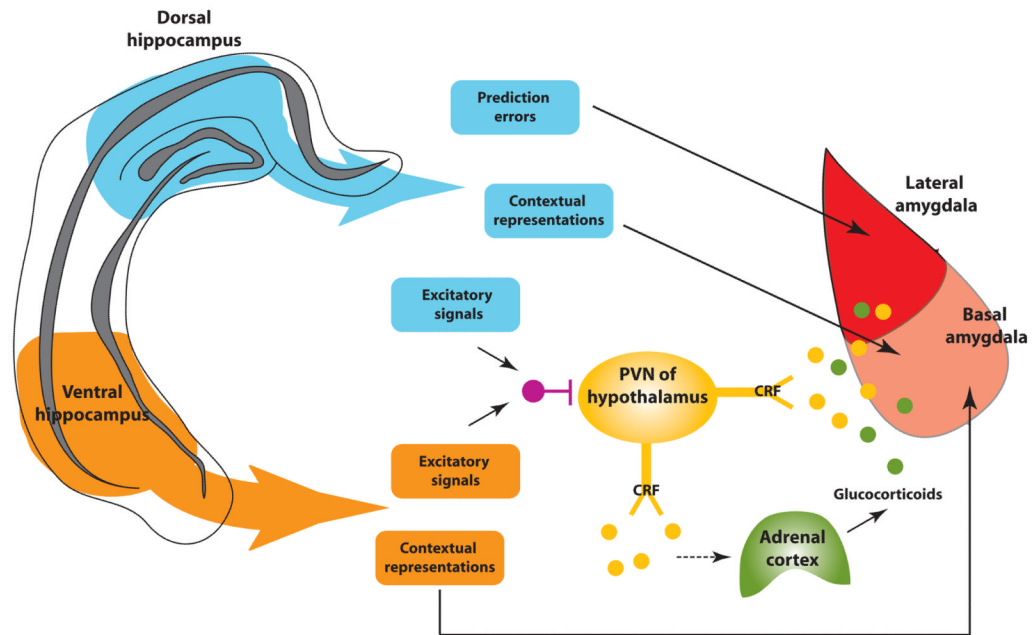 Dorsal
hippocampus
Prediction
errors
Contextual
representations
Lateral
amygdala
Excitatory
signals
Basal
amygdala
PVN of
hypothalamus
CRF
Ventral
hippocampus
Excitatory
signals
CRF
Glucocorticoids
Adrenal
cortex
Contextual
representations